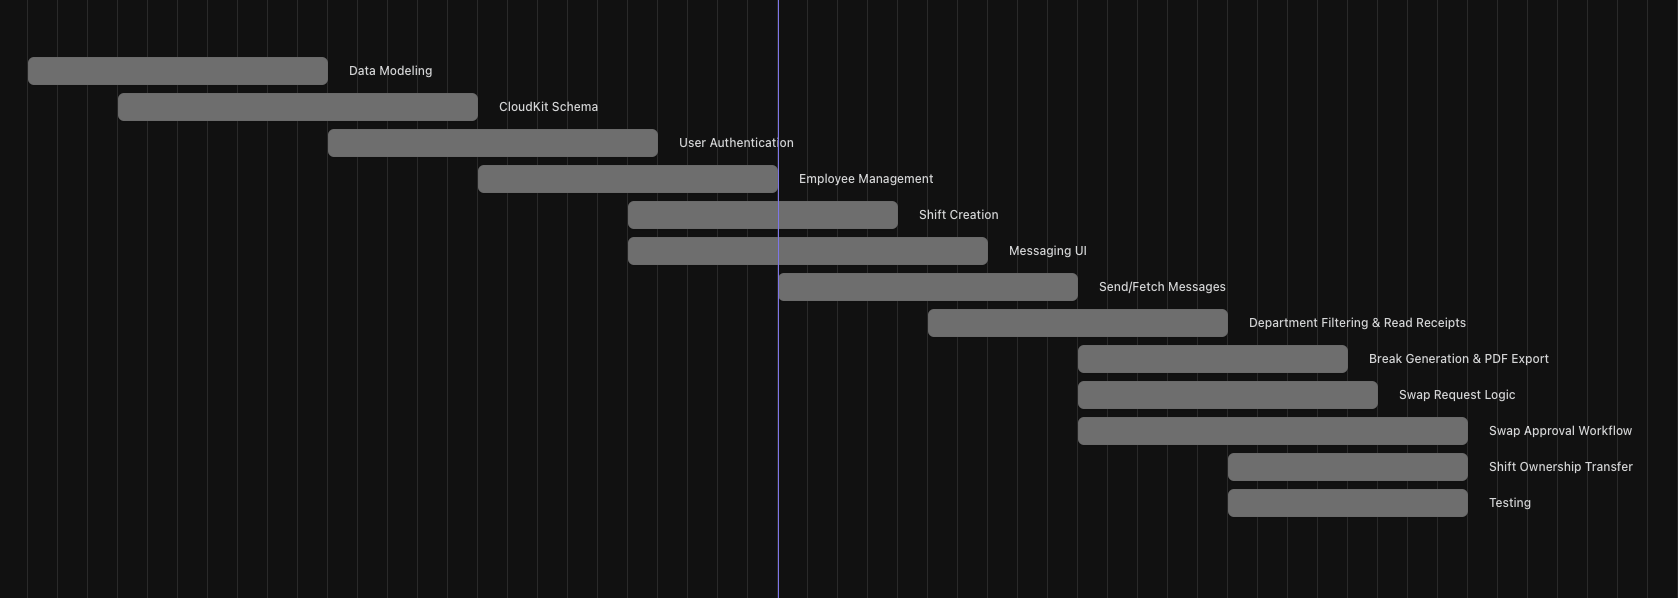 Data Modeling
CloudKit Schema
User Authentication
Employee Management
Shift Creation
Messaging UI
Send/Fetch Messages
Department Filtering & Read Receipts
Break Generation & PDF Export
Swap Request Logic
Swap Approval Workflow
Shift Ownership Transfer
Testing